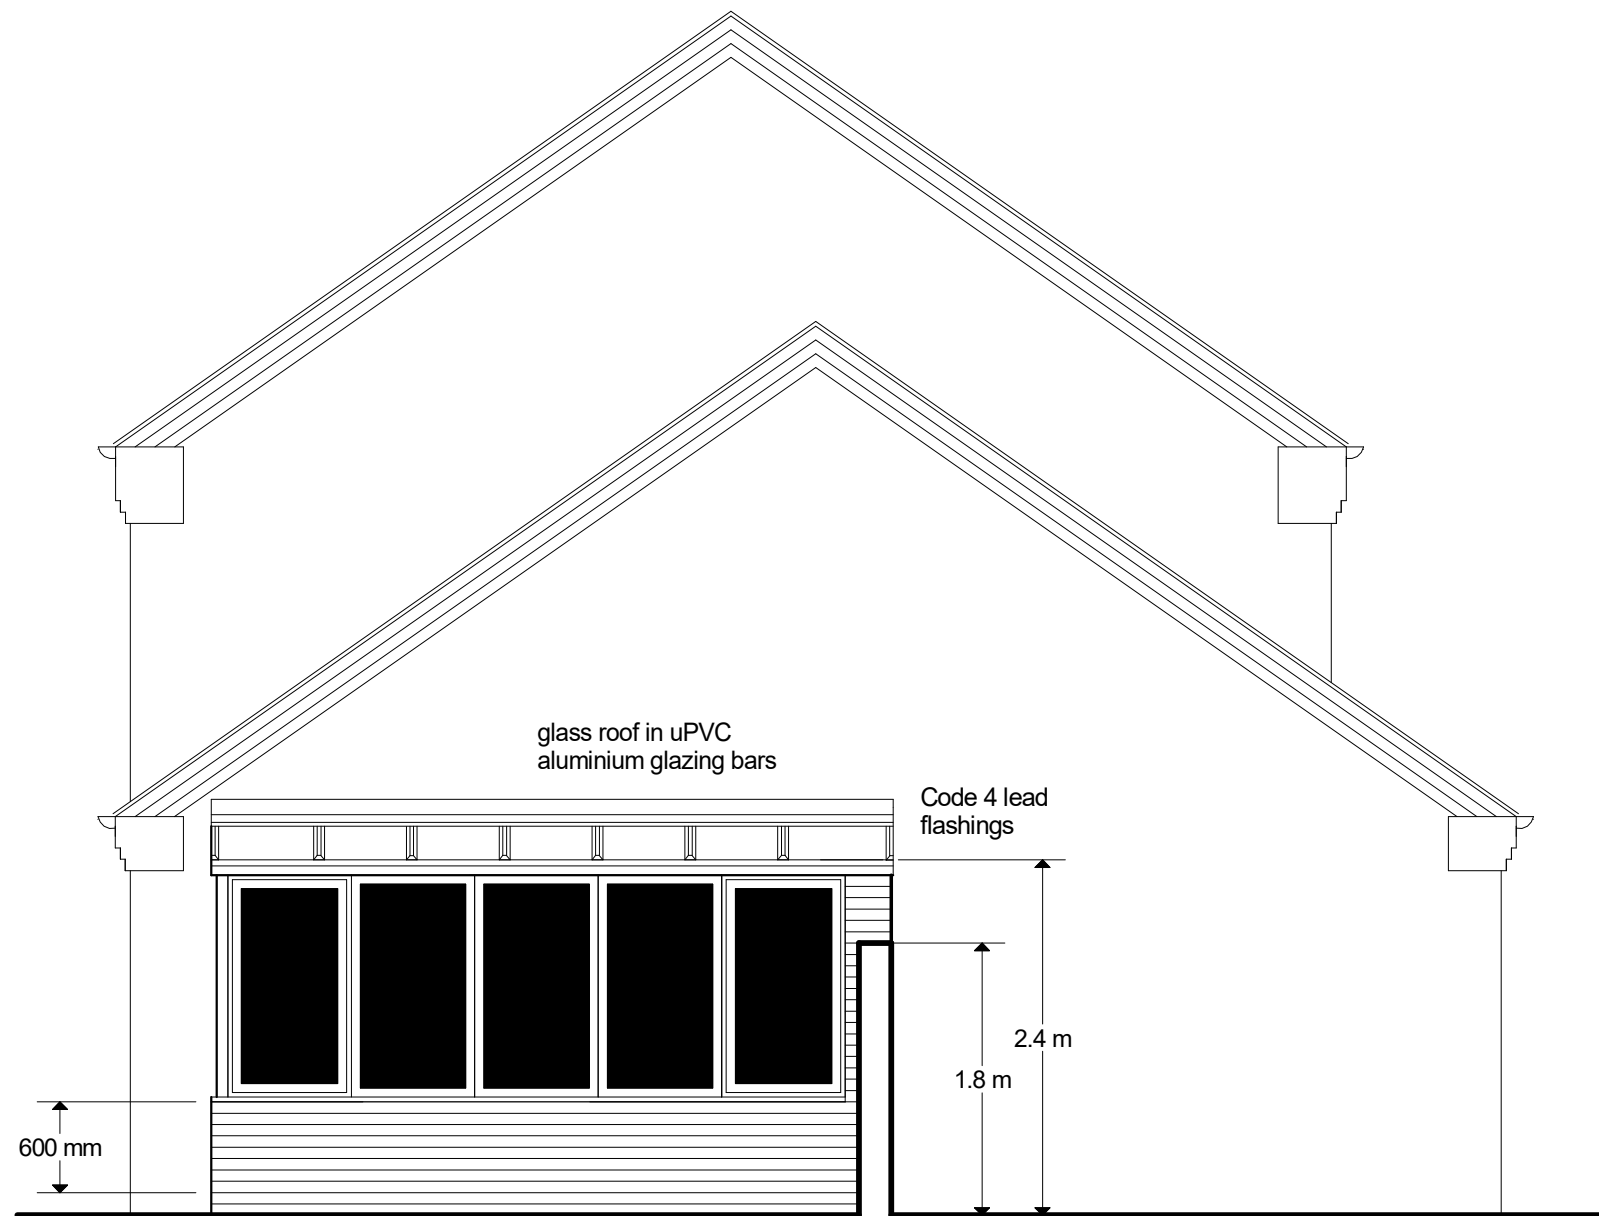 glass roof in uPVC
aluminium glazing bars
Code 4 lead
flashings
2.4 m
1.8 m
600 mm